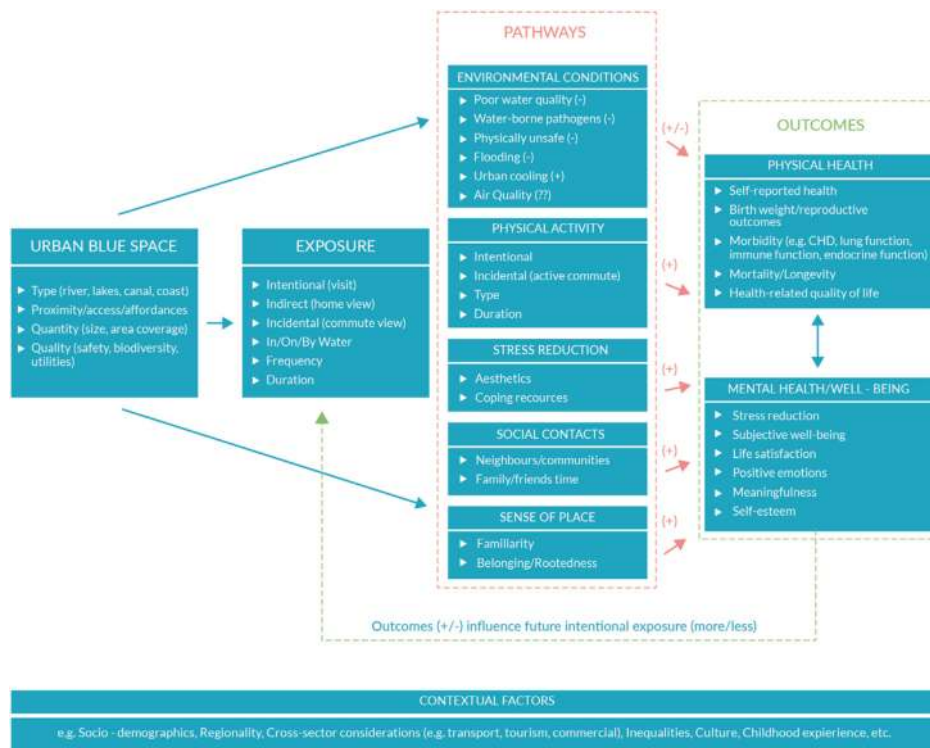 PATHWAYS
ENVIRONMENTAL CONDITIONS
Poor water quality (-)
Water-borne pathogens (-)
Physically unsafe (-)
Flooding (-)
Urban cooling (+)
Air Quality (??)
(+/-)
OUTCOMES
PHYSICAL HEALTH
Self-reported health
Birth weight/reproductive
outcomes
Morbidity (e.g. CHD, lung function,
immune function, endocrine function)
Mortality/Longevity
Health-related quality of life
URBAN BLUE SPACE
Type (river, lakes, canal, coast)
Proximity/access/affordances
Quantity (size, area coverage)
Quality (safety, biodiversity,
utilities)
EXPOSURE
Intentional (visit)
Indirect (home view)
Incidental (commute view)
In/On/By Water
Frequency
Duration
PHYSICAL ACTIVITY
Intentional
Incidental (active commute)
Type
Duration
(+)
STRESS REDUCTION
Aesthetics
Coping recources
(+)
MENTAL HEALTH/WELL - BEING
Stress reduction
Subjective well-being
Life satisfaction
Positive emotions
Meaningfulness
Self-esteem
SOCIAL CONTACTS
Neighbours/communities
Family/friends time
(+)
SENSE OF PLACE
Familiarity
Belonging/Rootedness
(+)
Outcomes (+/-) influence future intentional exposure (more/less)
CONTEXTUAL FACTORS
e.g. Socio - demographics, Regionality, Cross-sector considerations (e.g. transport, tourism, commercial), Inequalities, Culture, Childhood expierience, etc.